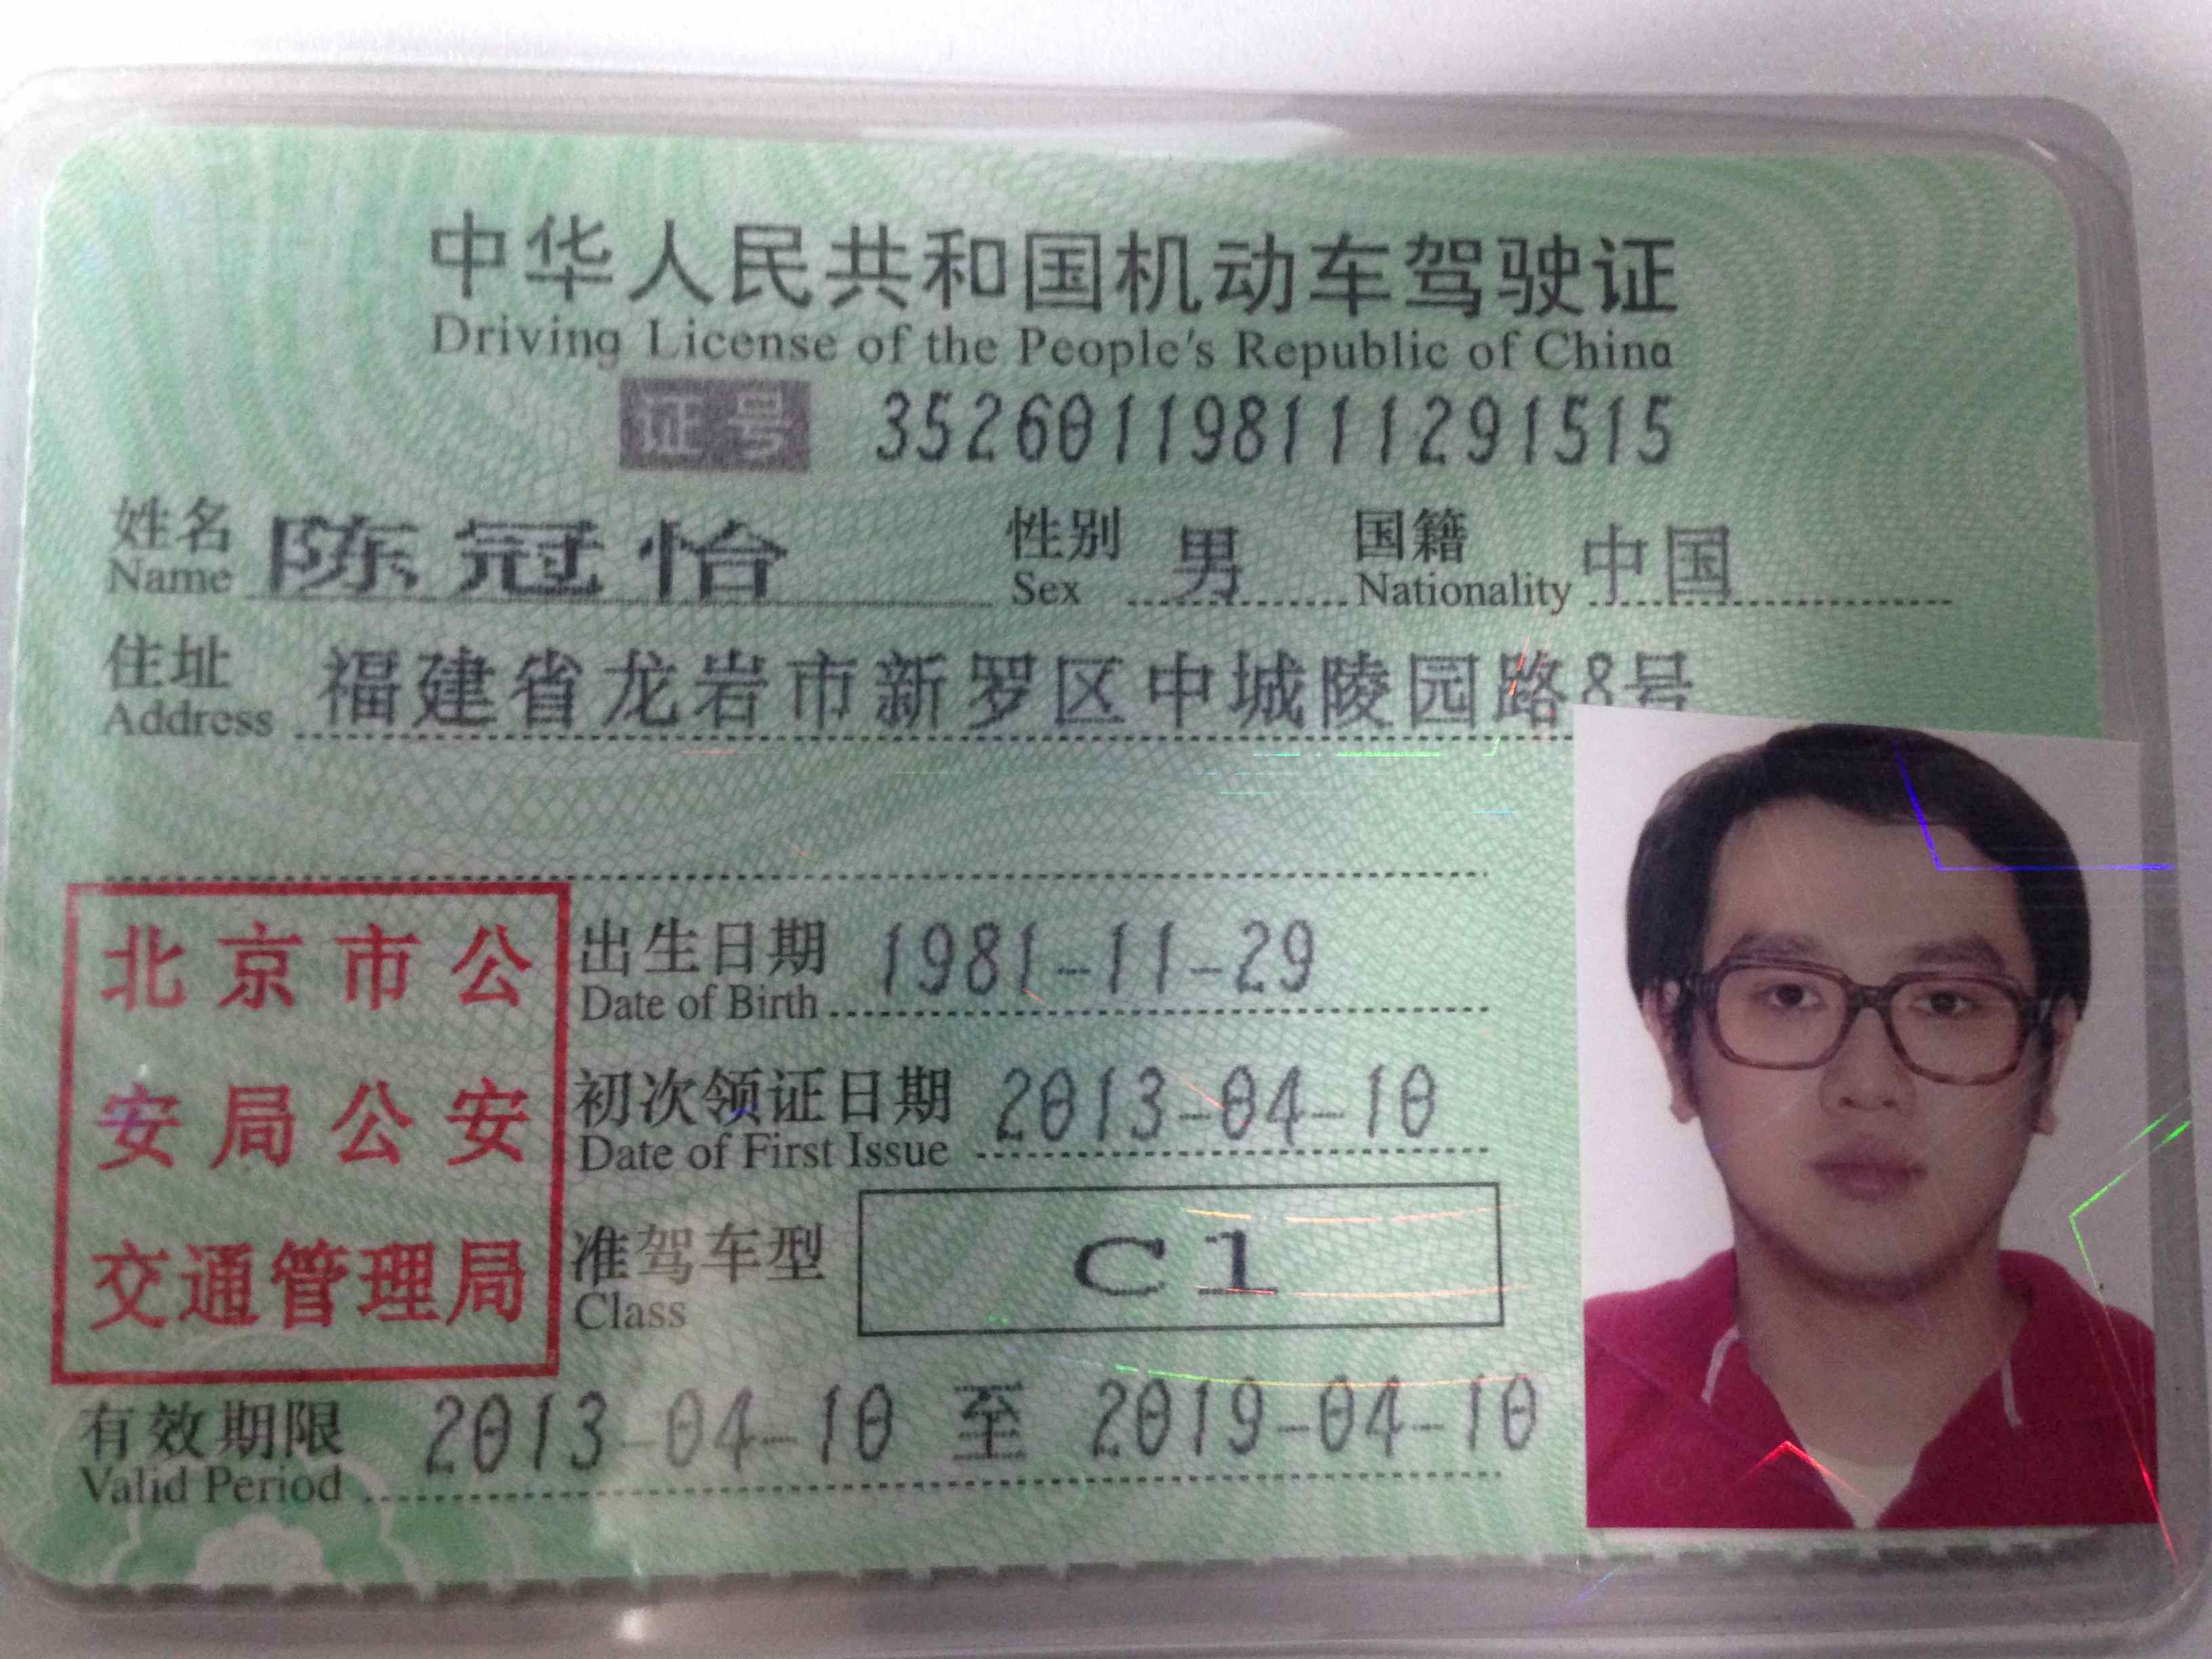 中华人民共和国机动车驾驶证
Driving License of the People's Republic of China
证号 352601198111291515
姓名 陈冠怡 性别 男 国籍 中国
Name Sex Nationality
住址 福建省龙岩市新罗区中城陵园路8号
Address
北京市公
安局公安
交通管理局
出生日期 1981-11-29
Date of Birth
初次领证日期 2013-04-10
Date of First Issue
准驾车型 C1
Class
有效期限 2013-04-10 至 2019-04-10
Valid Period